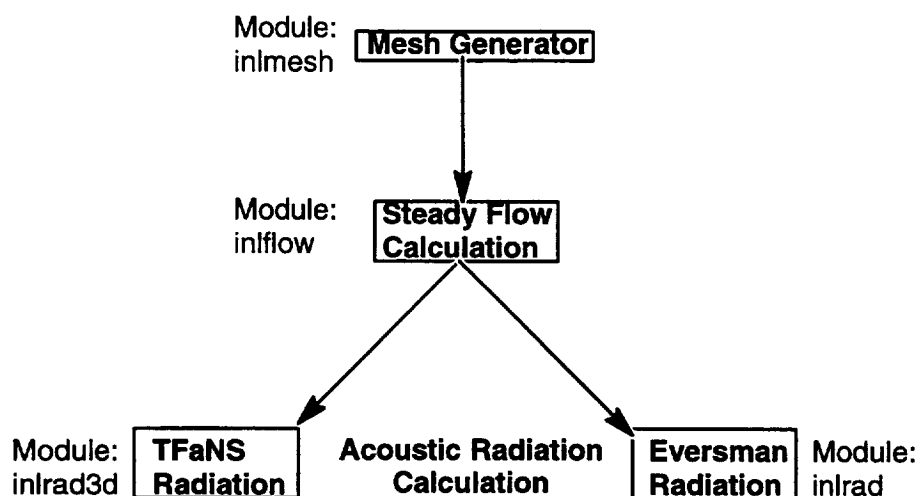 Module:
inlmesh
Mesh Generator
Module:
inlflow
Steady Flow
Calculation
Module:
inlrad3d
TFaNS
Radiation
Acoustic Radiation
Calculation
Eversman
Radiation
Module:
inlrad